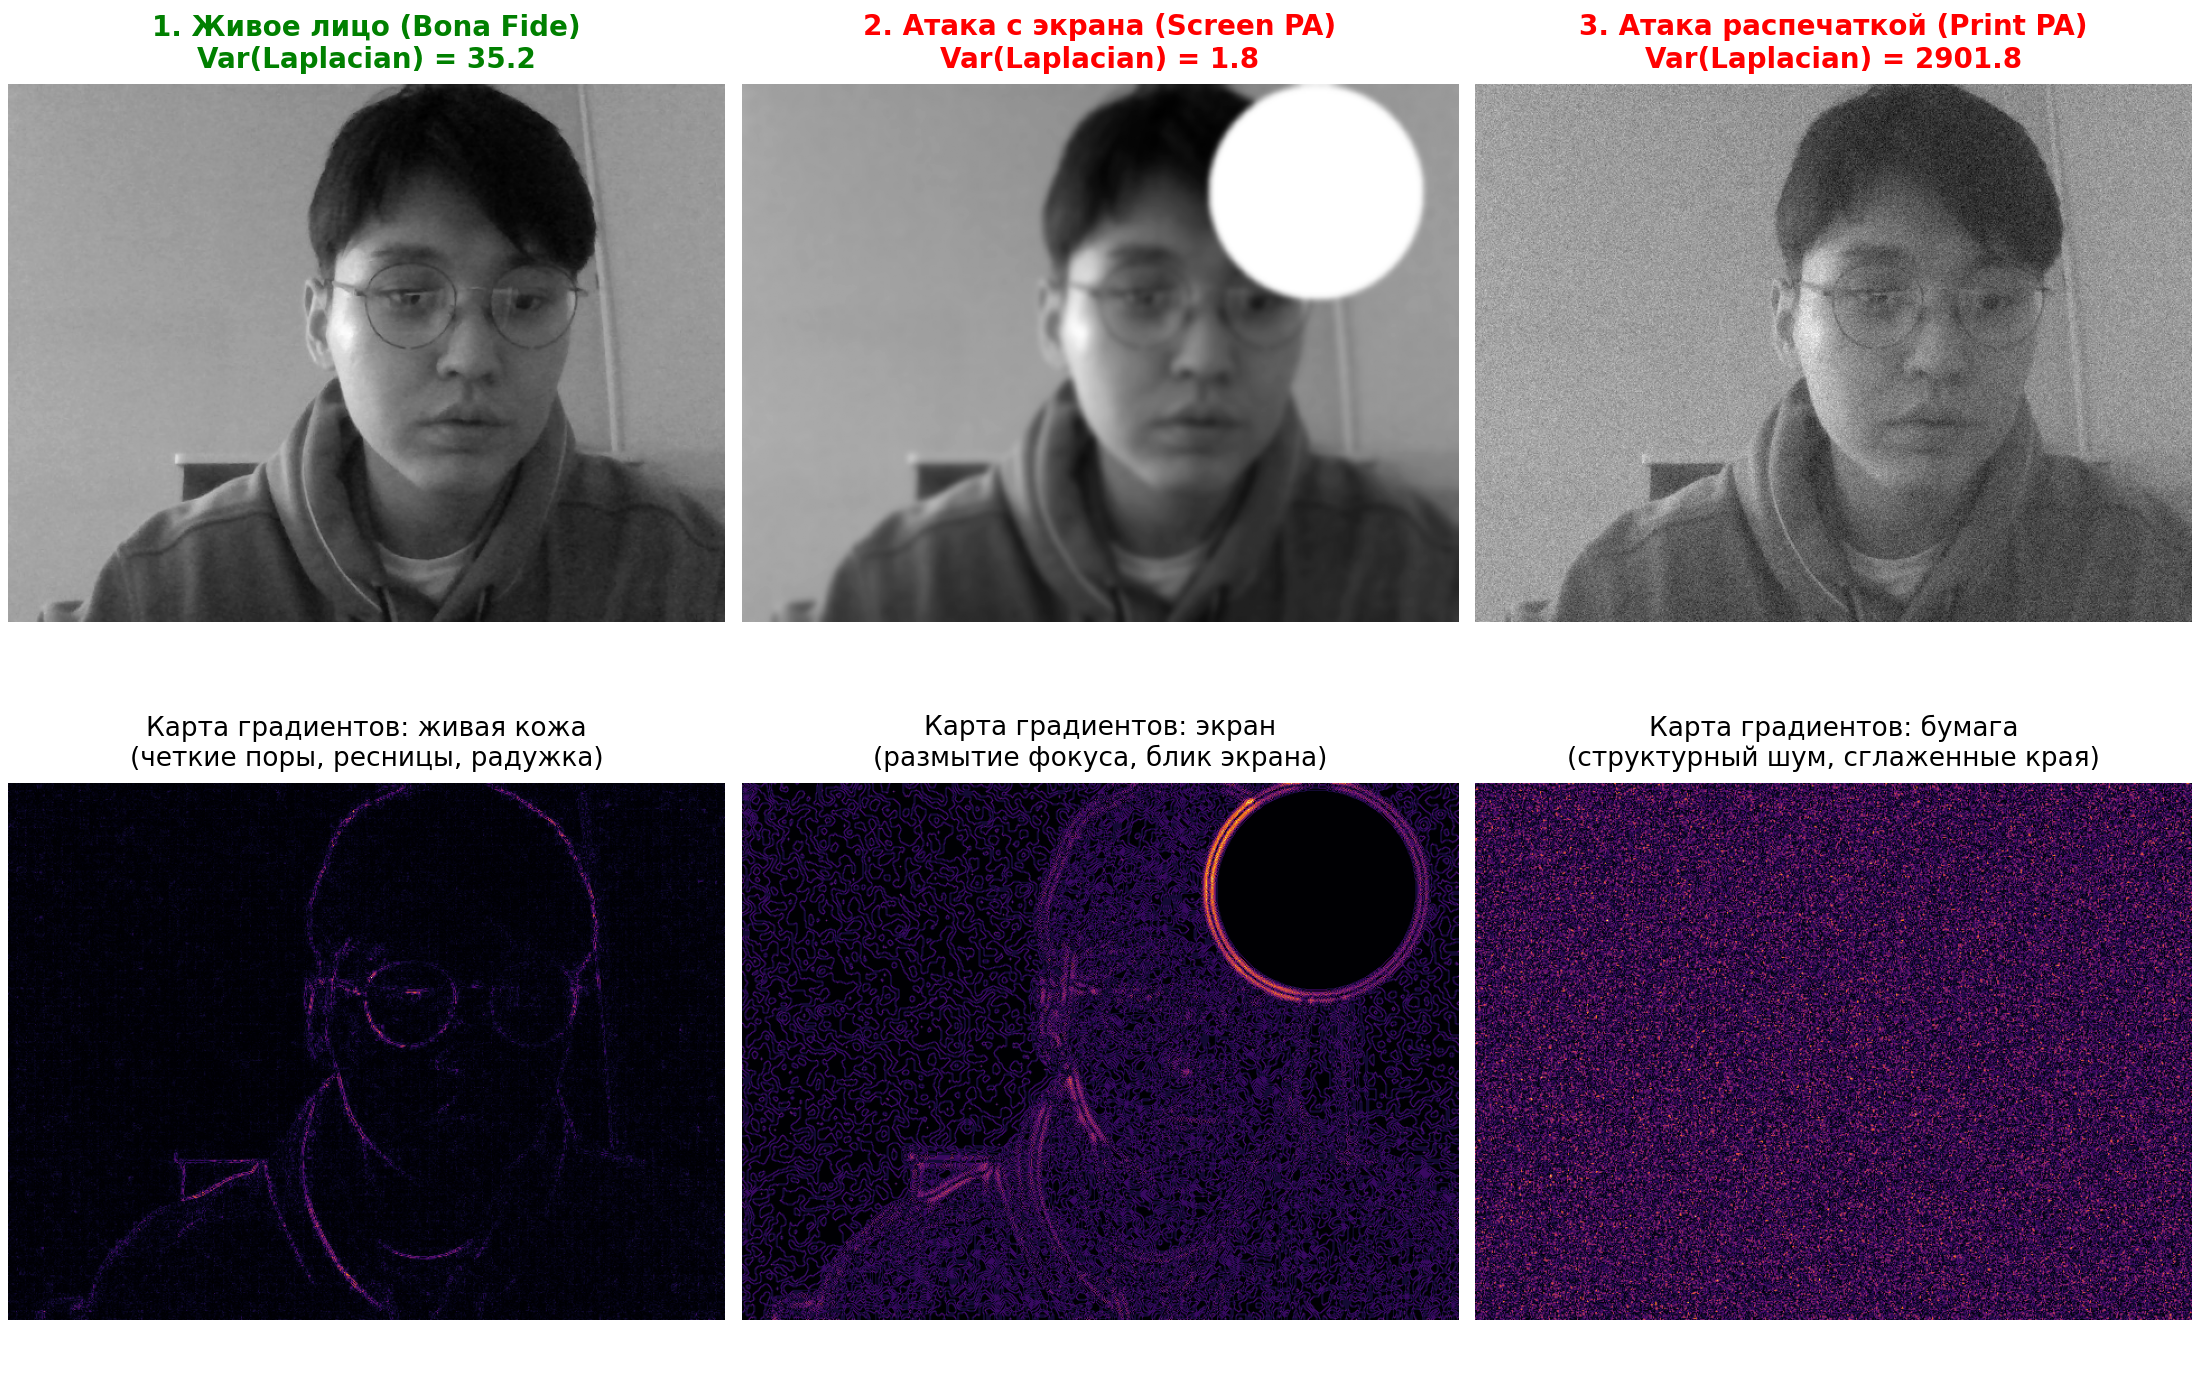 1. Живое лицо (Bona Fide)
Var(Laplacian) = 35.2
2. Атака с экрана (Screen PA)
Var(Laplacian) = 1.8
3. Атака распечаткой (Print PA)
Var(Laplacian) = 2901.8
Карта градиентов: живая кожа
(четкие поры, ресницы, радужка)
Карта градиентов: экран
(размытие фокуса, блик экрана)
Карта градиентов: бумага
(структурный шум, сглаженные края)